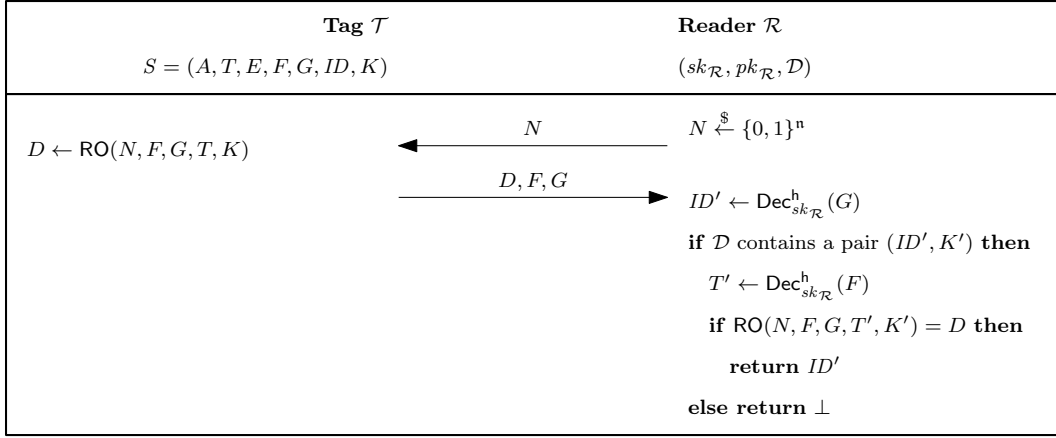 Tag 𝒯 Reader ℛ
S = (A, T, E, F, G, ID, K) (sk_ℛ, pk_ℛ, 𝒟)
N
N ←$ {0, 1}^𝔫
D ← RO(N, F, G, T, K)
D, F, G
ID′ ← Dec^h_{sk_ℛ}(G)
if 𝒟 contains a pair (ID′, K′) then
T′ ← Dec^h_{sk_ℛ}(F)
if RO(N, F, G, T′, K′) = D then
return ID′
else return ⊥